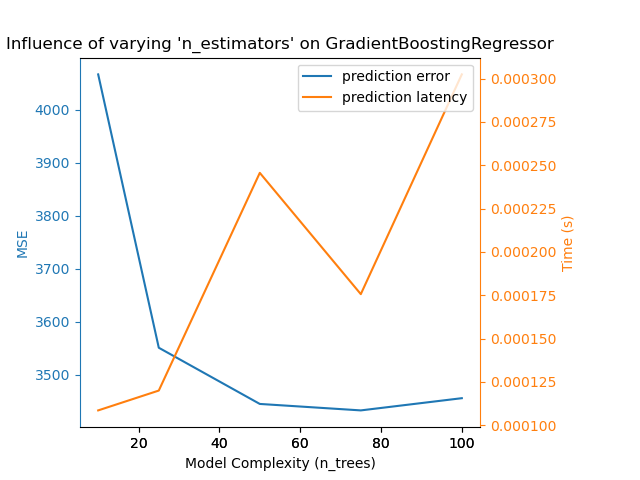 Influence of varying 'n_estimators' on GradientBoostingRegressor
prediction error
prediction latency
4000
3900
3800
3700
3600
3500
MSE
0.000300
0.000275
0.000250
0.000225
0.000200
0.000175
0.000150
0.000125
0.000100
Time (s)
20 40 60 80 100
Model Complexity (n_trees)